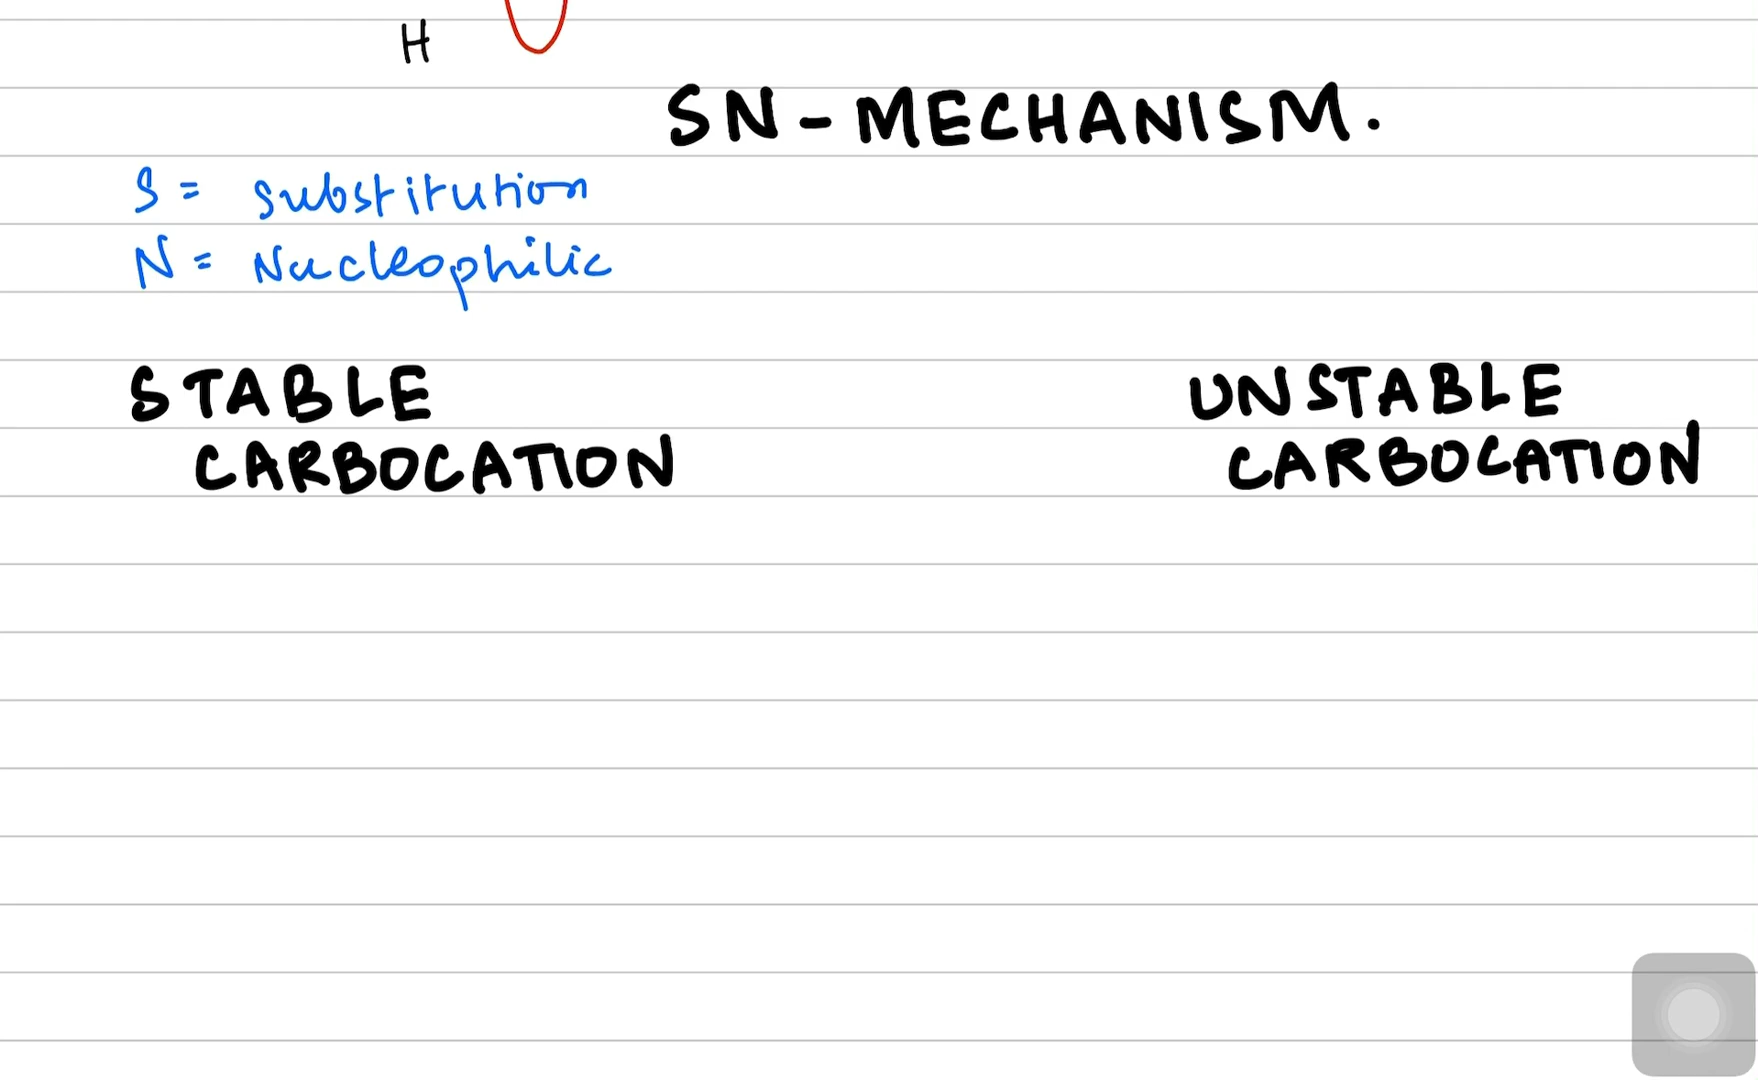 H
SN-MECHANISM.
S = substitution
N = Nucleophilic
STABLE
CARBOCATION
UNSTABLE
CARBOCATION